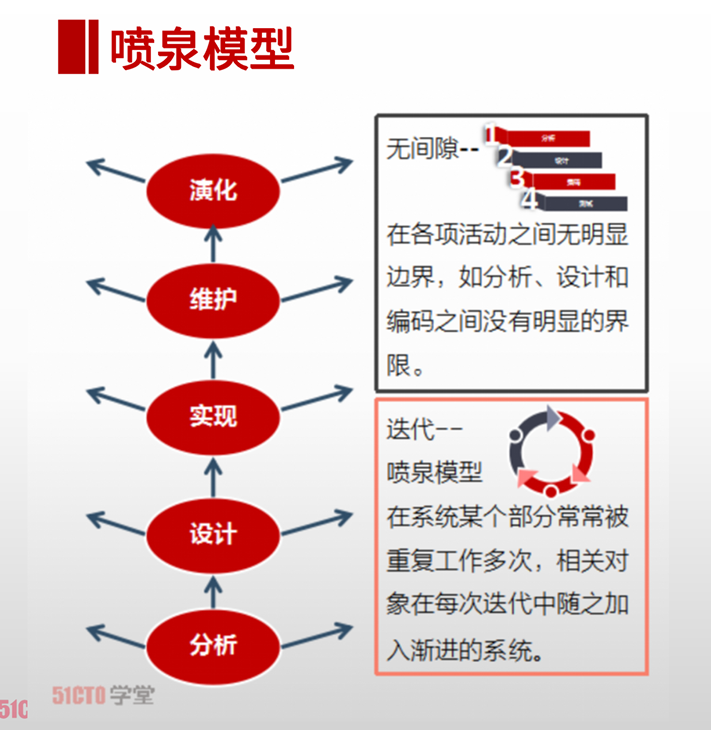 喷泉模型
演化
维护
实现
设计
分析
无间隙--
1 分析
2 设计
3 编码
4 测试
在各项活动之间无明显
边界，如分析、设计和
编码之间没有明显的界
限。
迭代--
喷泉模型
在系统某个部分常常被
重复工作多次，相关对
象在每次迭代中随之加
入渐进的系统。
51CTO学堂
51C